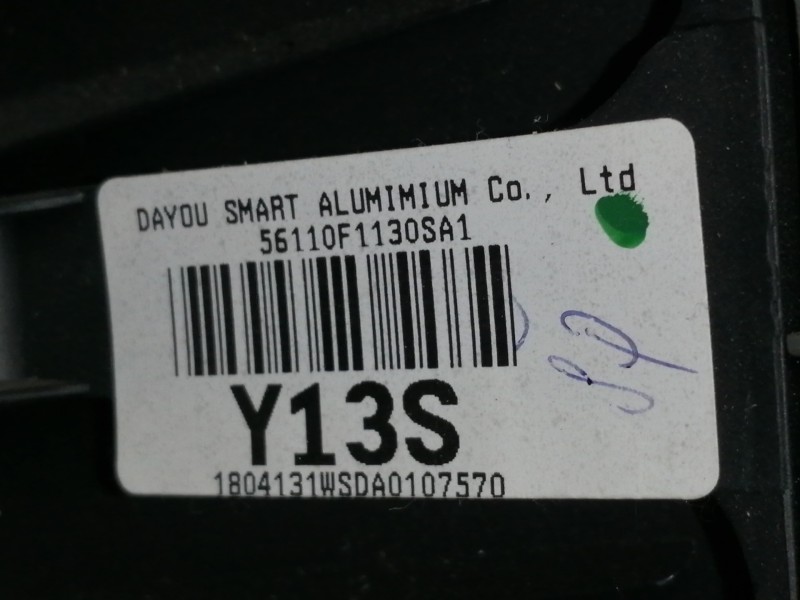 DAYOU SMART ALUMIMIUM Co., Ltd
56110F1130SA1
Y13S
1804131WSDA0107570